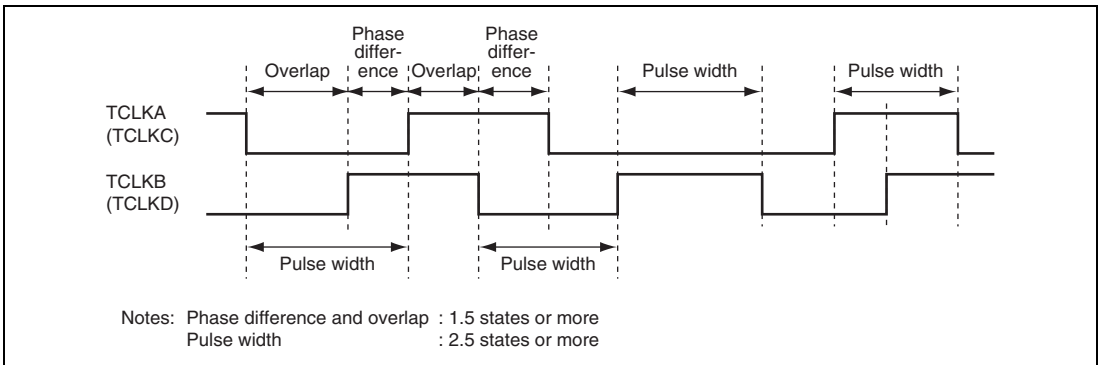 Phase
differ-
ence
Phase
differ-
ence
Overlap
Overlap
Pulse width
Pulse width
TCLKA
(TCLKC)
TCLKB
(TCLKD)
Pulse width
Pulse width
Notes: Phase difference and overlap : 1.5 states or more
Pulse width : 2.5 states or more